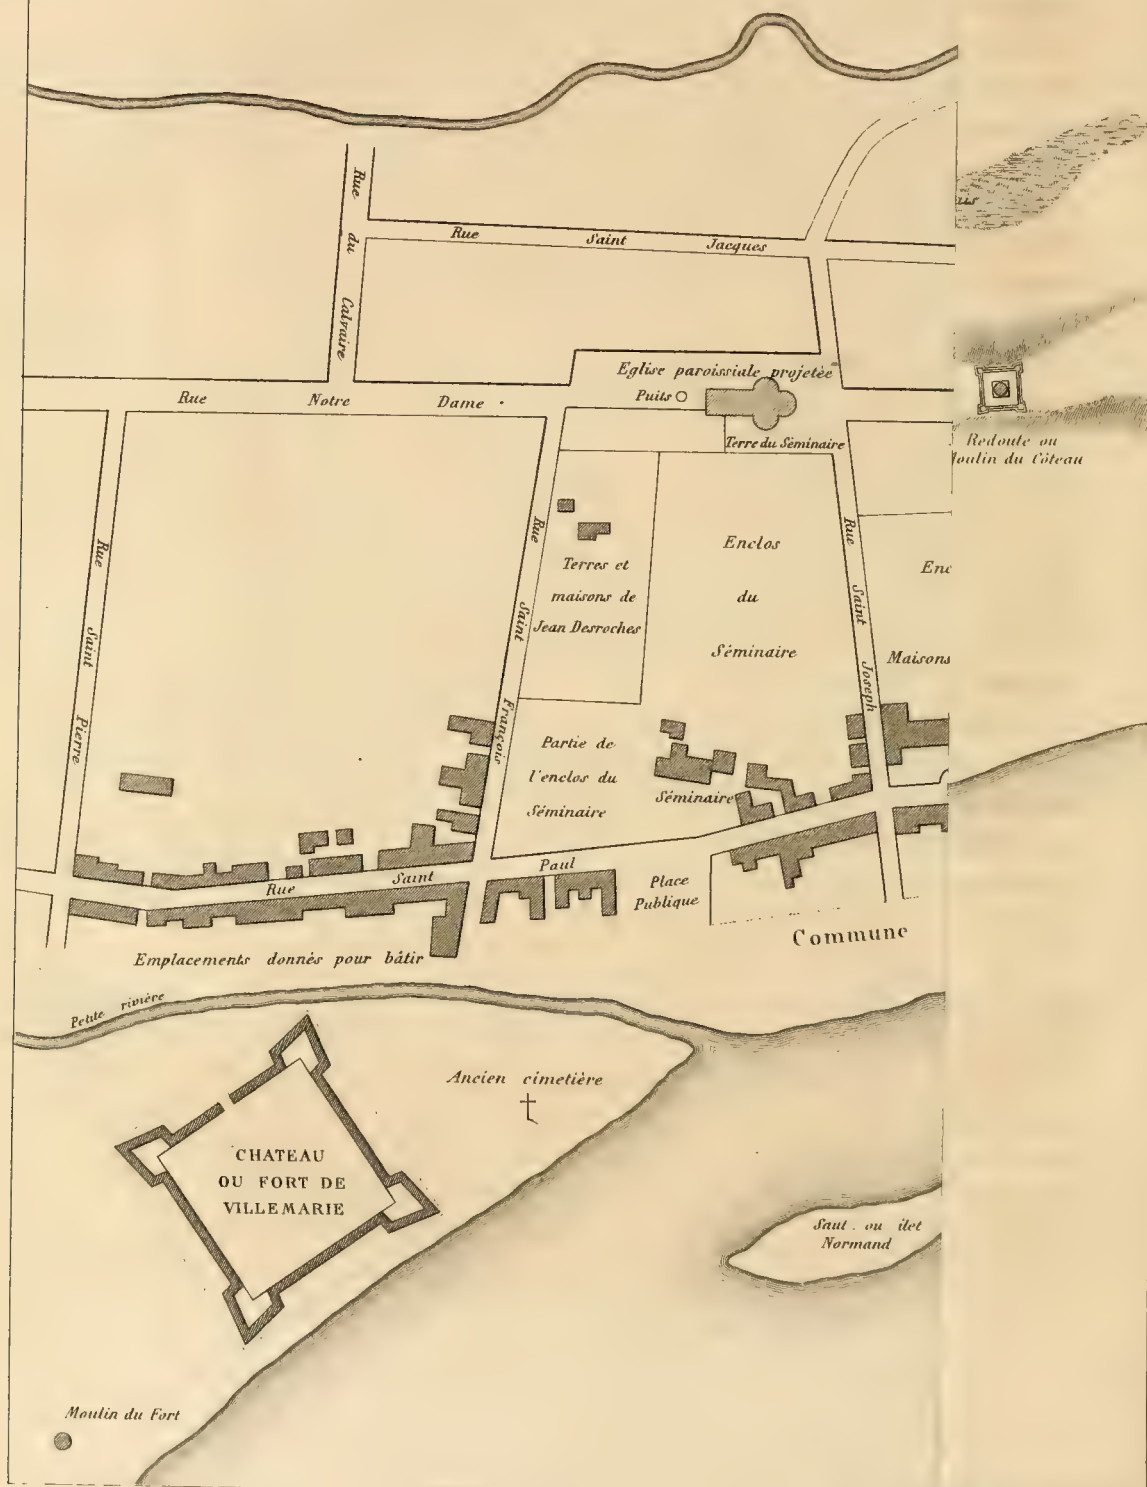 Rue du Calvaire
Rue Saint Jacques
Eglise paroissiale projetée
Puits
Rue Notre Dame
Terre du Séminaire
Redoute ou
oulin du Côteau
Rue Saint Pierre
Rue Saint François
Terres et
maisons de
Jean Desroches
Enclos
du
Séminaire
Rue Saint Joseph
Enc
Maisons
Partie de
l'enclos du
Séminaire
Séminaire
Rue Saint Paul
Place
Publique
Commune
Emplacements donnés pour bâtir
Petite rivière
Ancien cimetière
CHATEAU
OU FORT DE
VILLEMARIE
Saut . ou ilet
Normand
Moulin du Fort